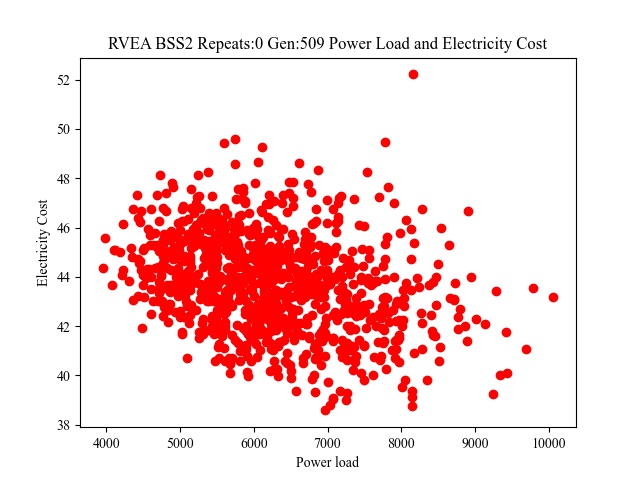 RVEA BSS2 Repeats:0 Gen:509 Power Load and Electricity Cost
52
50
48
46
44
42
40
38
Electricity Cost
4000 5000 6000 7000 8000 9000 10000
Power load